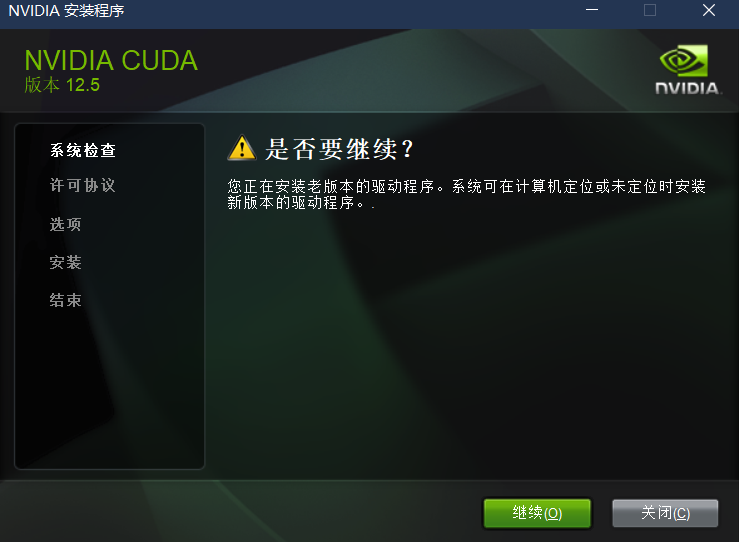 NVIDIA 安装程序
NVIDIA CUDA
版本 12.5
NVIDIA.
系统检查
许可协议
选项
安装
结束
是否要继续？
您正在安装老版本的驱动程序。系统可在计算机定位或未定位时安装
新版本的驱动程序。.
继续(O)
关闭(C)